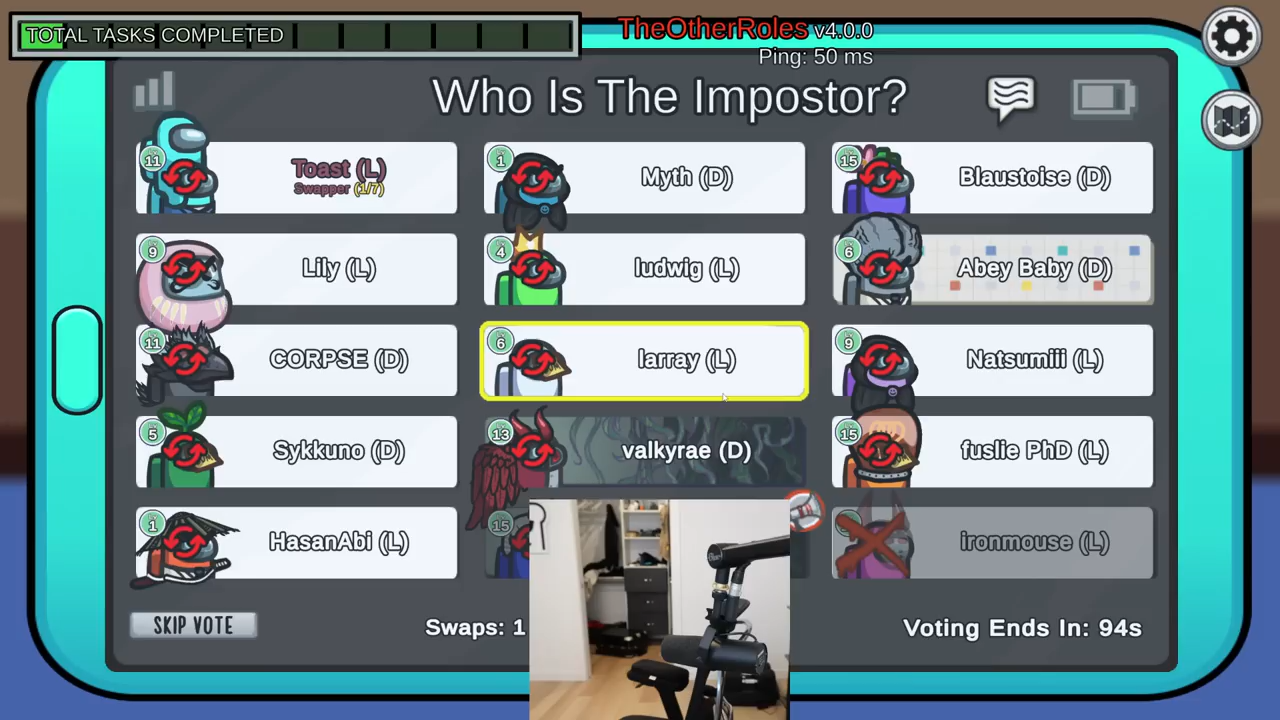 TOTAL TASKS COMPLETED
TheOtherRoles v4.0.0
Ping: 50 ms
Who Is The Impostor?
11 Toast (L)
Swapper (1/7)
1 Myth (D)
15 Blaustoise (D)
9 Lily (L)
4 ludwig (L)
6 Abey Baby (D)
11 CORPSE (D)
6 larray (L)
9 Natsumiii (L)
5 Sykkuno (D)
13 valkyrae (D)
15 fuslie PhD (L)
1 HasanAbi (L)
15
ironmouse (L)
SKIP VOTE
Swaps: 1
Voting Ends In: 94s